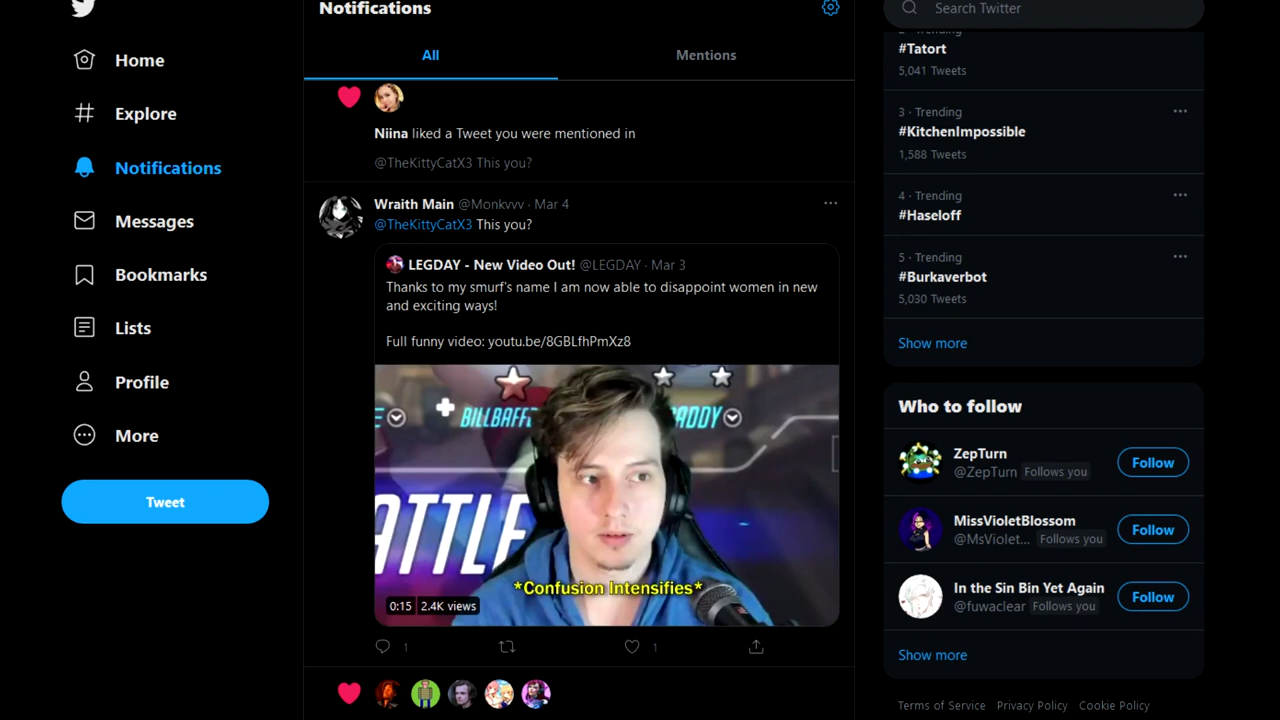 Home
Explore
Notifications
Messages
Bookmarks
Lists
Profile
More
Tweet
Notifications
All
Mentions
Niina liked a Tweet you were mentioned in
@TheKittyCatX3 This you?
Wraith Main @Monkvvv · Mar 4
@TheKittyCatX3 This you?
LEGDAY - New Video Out! @LEGDAY · Mar 3
Thanks to my smurf's name I am now able to disappoint women in new
and exciting ways!
Full funny video: youtu.be/8GBLfhPmXz8
ADDY
ATTLE
*Confusion Intensifies*
0:15
2.4K views
1
1
Search Twitter
2 · Trending
#Tatort
5,041 Tweets
3 · Trending
#KitchenImpossible
1,588 Tweets
4 · Trending
#Haseloff
5 · Trending
#Burkaverbot
5,030 Tweets
Show more
Who to follow
ZepTurn
@ZepTurn Follows you
Follow
MissVioletBlossom
@MsViolet... Follows you
Follow
In the Sin Bin Yet Again
@fuwaclear Follows you
Follow
Show more
Terms of Service Privacy Policy Cookie Policy